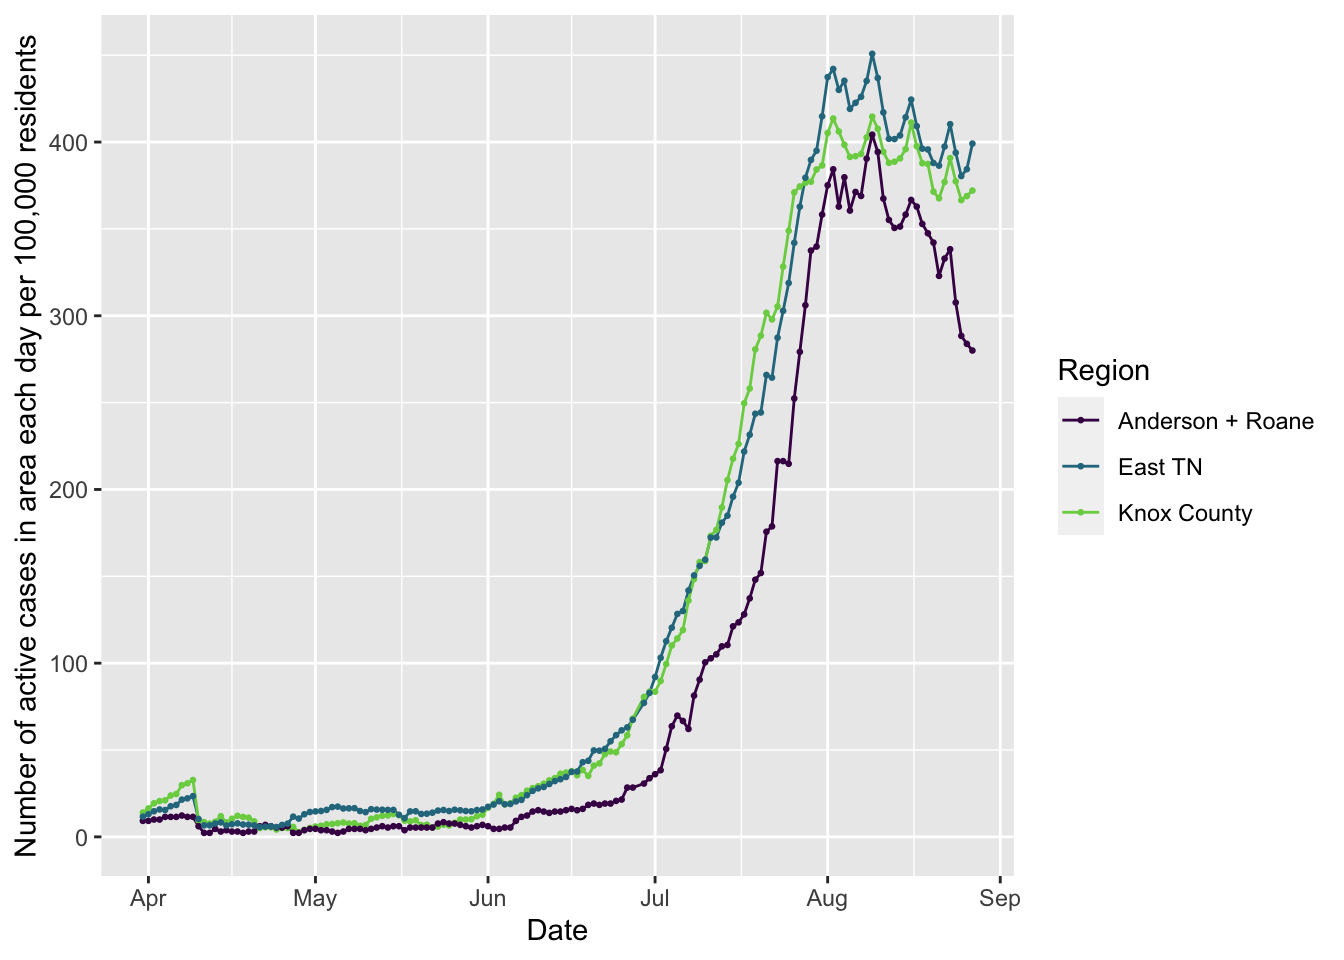 Number of active cases in area each day per 100,000 residents
400
300
200
100
0
Apr May Jun Jul Aug Sep
Date
Region
Anderson + Roane
East TN
Knox County